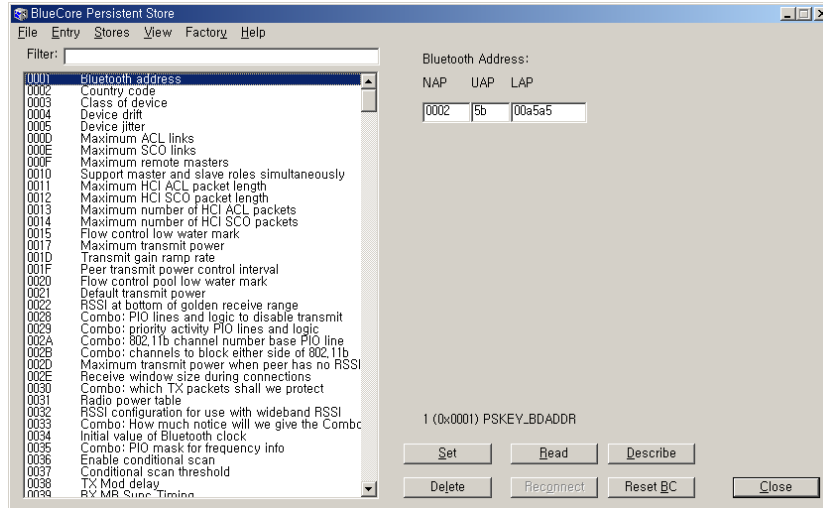 BlueCore Persistent Store
File Entry Stores View Factory Help
Filter:
0001 Bluetooth address
0002 Country code
0003 Class of device
0004 Device drift
0005 Device jitter
000D Maximum ACL links
000E Maximum SCO links
000F Maximum remote masters
0010 Support master and slave roles simultaneously
0011 Maximum HCI ACL packet length
0012 Maximum HCI SCO packet length
0013 Maximum number of HCI ACL packets
0014 Maximum number of HCI SCO packets
0015 Flow control low water mark
0017 Maximum transmit power
001D Transmit gain ramp rate
001F Peer transmit power control interval
0020 Flow control pool low water mark
0021 Default transmit power
0022 RSSI at bottom of golden receive range
0028 Combo: PIO lines and logic to disable transmit
0029 Combo: priority activity PIO lines and logic
002A Combo: 802,11b channel number base PIO line
002B Combo: channels to block either side of 802,11b
002D Maximum transmit power when peer has no RSSI
002E Receive window size during connections
0030 Combo: which TX packets shall we protect
0031 Radio power table
0032 RSSI configuration for use with wideband RSSI
0033 Combo: How much notice will we give the Combo
0034 Initial value of Bluetooth clock
0035 Combo: PIO mask for frequency info
0036 Enable conditional scan
0037 Conditional scan threshold
0038 TX Mod delay
0039 RX MR Sync Timing
Bluetooth Address:
NAP UAP LAP
0002 5b 00a5a5
1 (0x0001) PSKEY_BDADDR
Set Read Describe
Delete Reconnect Reset BC Close